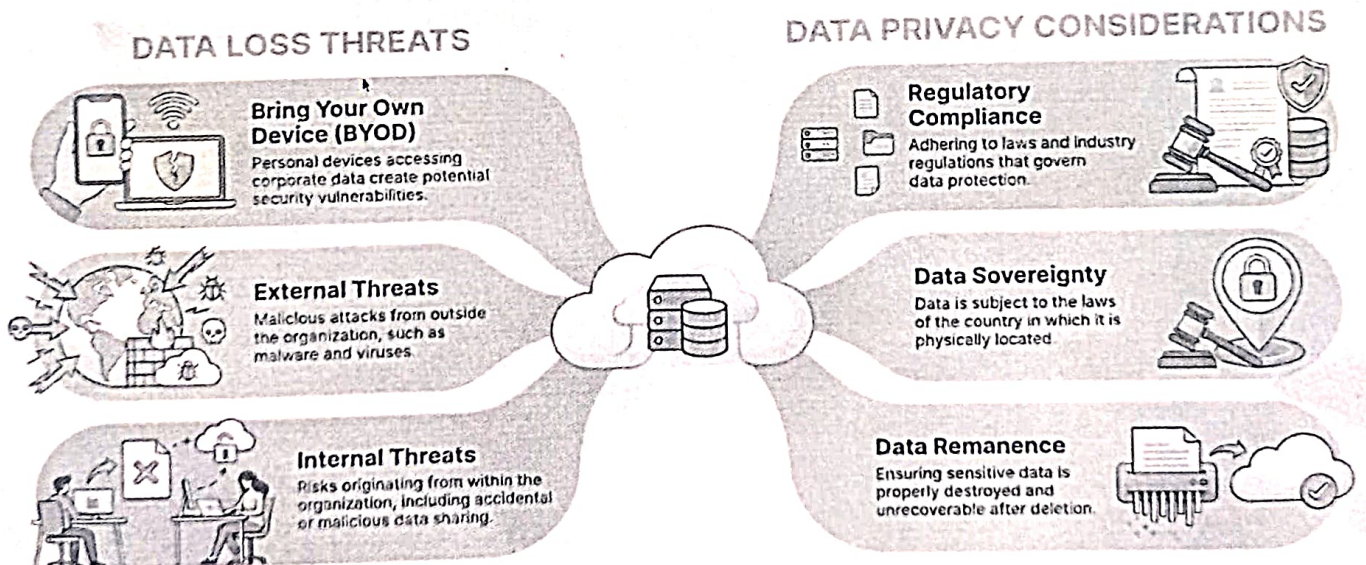 DATA LOSS THREATS
Bring Your Own
Device (BYOD)
Personal devices accessing
corporate data create potential
security vulnerabilities.
External Threats
Malicious attacks from outside
the organization, such as
malware and viruses
Internal Threats
Risks originating from within the
organization, including accidental
or malicious data sharing.
DATA PRIVACY CONSIDERATIONS
Regulatory
Compliance
Adhering to laws and industry
regulations that govern
data protection.
Data Sovereignty
Data is subject to the laws
of the country in which it is
physically located
Data Remanence
Ensuring sensitive data is
properly destroyed and
unrecoverable after deletion.